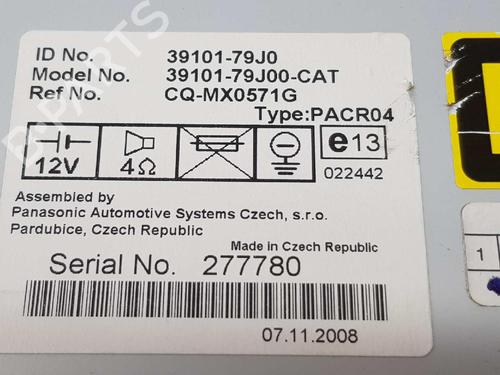 ID No. 39101-79J0
Model No. 39101-79J00-CAT
Ref No. CQ-MX0571G
Type:PACR04
12V 4Ω e13
022442
Assembled by
Panasonic Automotive Systems Czech, s.r.o.
Pardubice, Czech Republic
Made in Czech Republic
Serial No. 277780
07.11.2008
1
B-PARTS